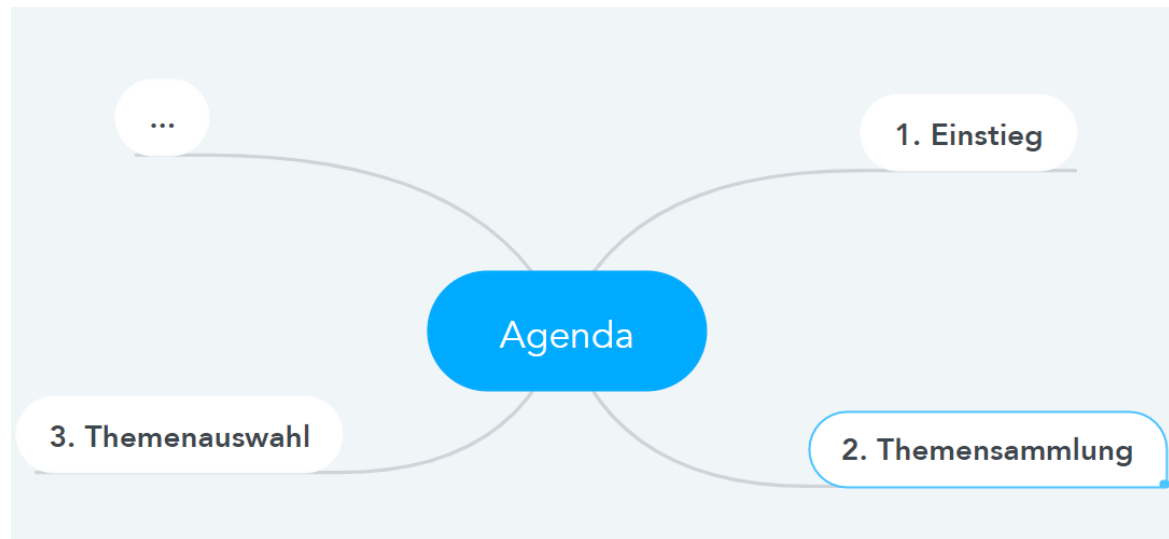 ...
1. Einstieg
Agenda
3. Themenauswahl
2. Themensammlung